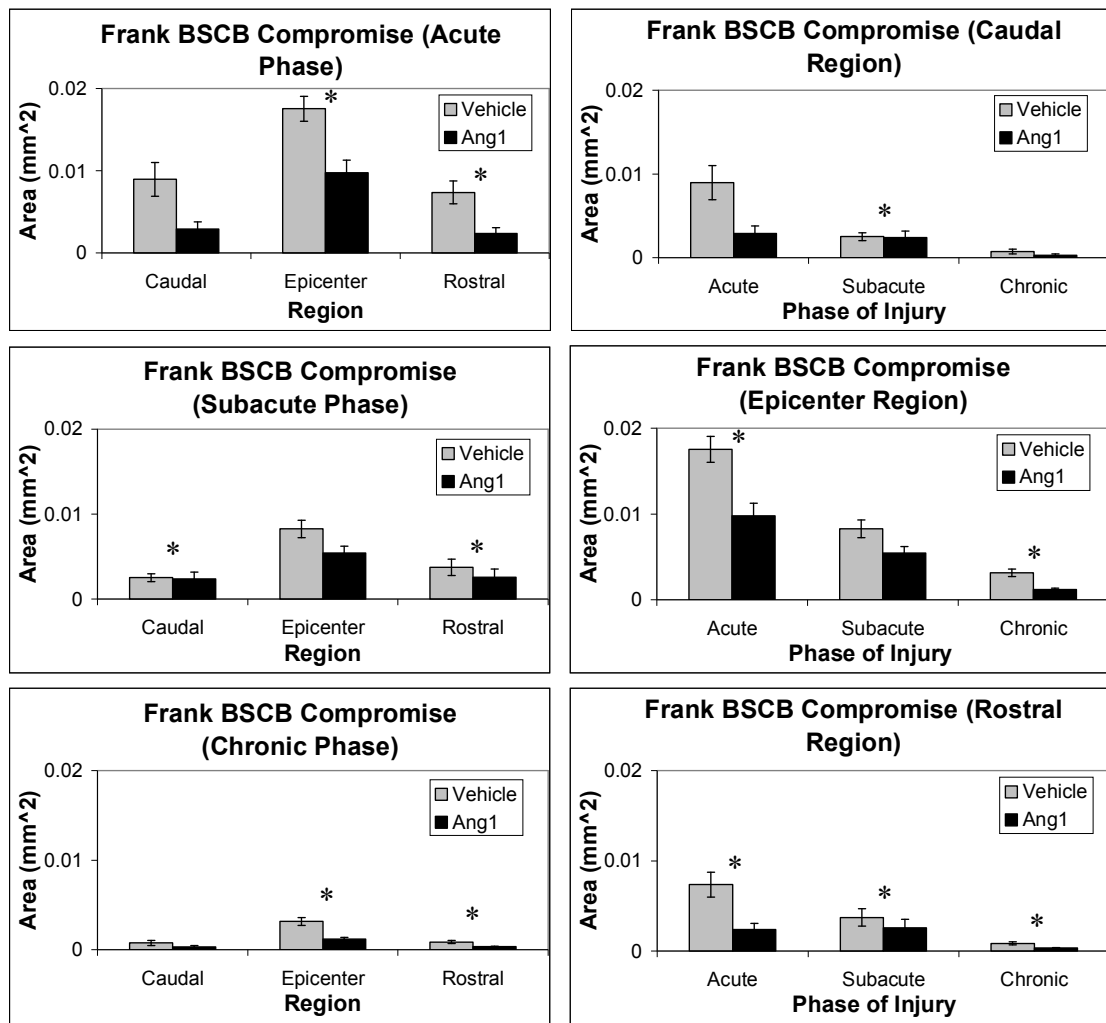 Frank BSCB Compromise (Acute
Phase)
0.02
0.01
0
Area (mm^2)
Vehicle
Ang1
*
*
Caudal Epicenter Rostral
Region
Frank BSCB Compromise (Caudal
Region)
0.02
0.01
0
Area (mm^2)
Vehicle
Ang1
*
Acute Subacute Chronic
Phase of Injury
Frank BSCB Compromise
(Subacute Phase)
0.02
0.01
0
Area (mm^2)
Vehicle
Ang1
* *
Caudal Epicenter Rostral
Region
Frank BSCB Compromise
(Epicenter Region)
0.02
0.01
0
Area (mm^2)
Vehicle
Ang1
*
*
Acute Subacute Chronic
Phase of Injury
Frank BSCB Compromise
(Chronic Phase)
0.02
0.01
0
Area (mm^2)
Vehicle
Ang1
*
*
Caudal Epicenter Rostral
Region
Frank BSCB Compromise (Rostral
Region)
0.02
0.01
0
Area (mm^2)
Vehicle
Ang1
*
*
*
Acute Subacute Chronic
Phase of Injury